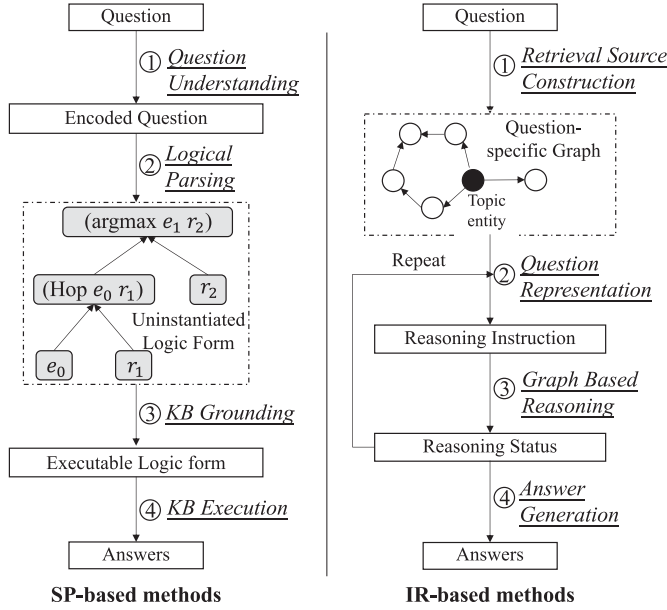 Question
① Question
Understanding
Encoded Question
② Logical
Parsing
(argmax e₁ r₂)
(Hop e₀ r₁)
r₂
Uninstantiated
Logic Form
e₀
r₁
③ KB Grounding
Executable Logic form
④ KB Execution
Answers
SP-based methods
Question
① Retrieval Source
Construction
Question-
specific Graph
Topic
entity
Repeat
② Question
Representation
Reasoning Instruction
③ Graph Based
Reasoning
Reasoning Status
④ Answer
Generation
Answers
IR-based methods